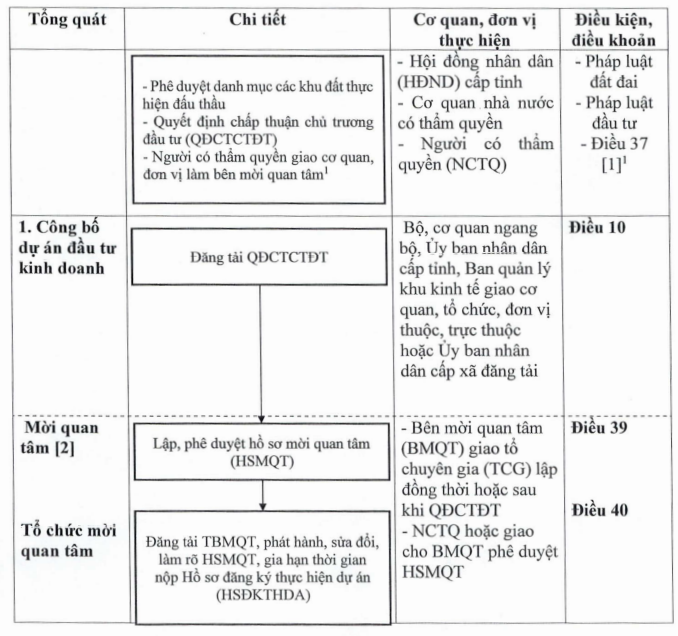 Tổng quát
Chi tiết
Cơ quan, đơn vị
thực hiện
Điều kiện,
điều khoản
- Phê duyệt danh mục các khu đất thực
hiện đấu thầu
- Quyết định chấp thuận chủ trương
đầu tư (QĐCTCTĐT)
- Người có thẩm quyền giao cơ quan,
đơn vị làm bên mời quan tâm¹
- Hội đồng nhân dân
(HĐND) cấp tỉnh
- Cơ quan nhà nước
có thẩm quyền
- Người có thẩm
quyền (NCTQ)
- Pháp luật
đất đai
- Pháp luật
đầu tư
- Điều 37
[1]¹
1. Công bố
dự án đầu tư
kinh doanh
Đăng tải QĐCTCTĐT
Bộ, cơ quan ngang
bộ, Ủy ban nhân dân
cấp tỉnh, Ban quản lý
khu kinh tế giao cơ
quan, tổ chức, đơn vị
thuộc, trực thuộc
hoặc Ủy ban nhân
dân cấp xã đăng tải
Điều 10
Mời quan
tâm [2]
Lập, phê duyệt hồ sơ mời quan tâm
(HSMQT)
- Bên mời quan tâm
(BMQT) giao tổ
chuyên gia (TCG) lập
đồng thời hoặc sau
khi QĐCTĐT
- NCTQ hoặc giao
cho BMQT phê duyệt
HSMQT
Điều 39
Tổ chức mời
quan tâm
Đăng tải TBMQT, phát hành, sửa đổi,
làm rõ HSMQT, gia hạn thời gian
nộp Hồ sơ đăng ký thực hiện dự án
(HSĐKTHDA)
Điều 40